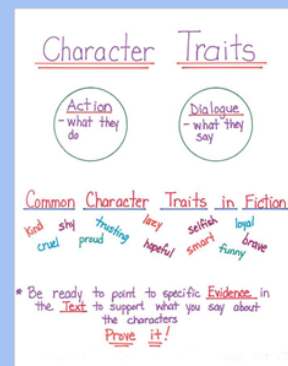 Character Traits
Action
- what they
do
Dialogue
- what they
say
Common Character Traits in Fiction
kind shy trusting lazy selfish loyal
cruel proud hopeful smart funny brave
* Be ready to point to specific Evidence in
the Text to support what you say about
the characters
Prove it!